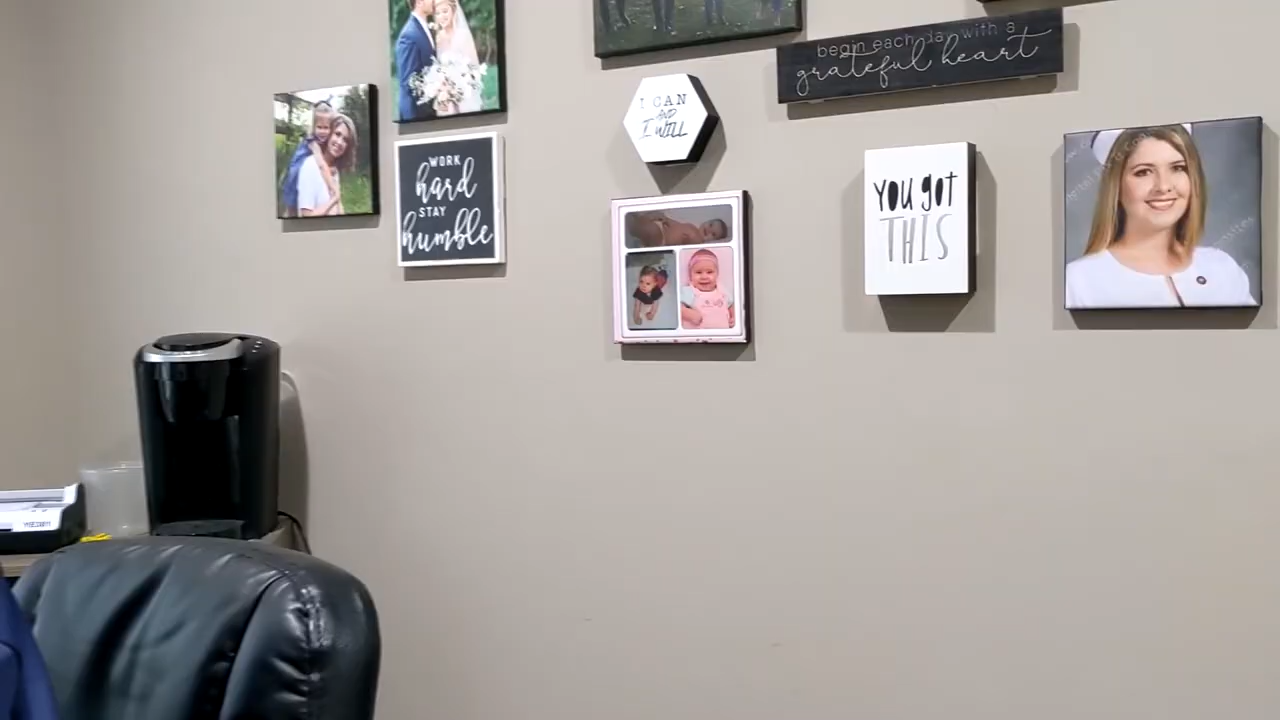 begin each day with a
grateful heart
I CAN
AND
I WILL
WORK
hard
STAY
humble
YOU gOT
THIS